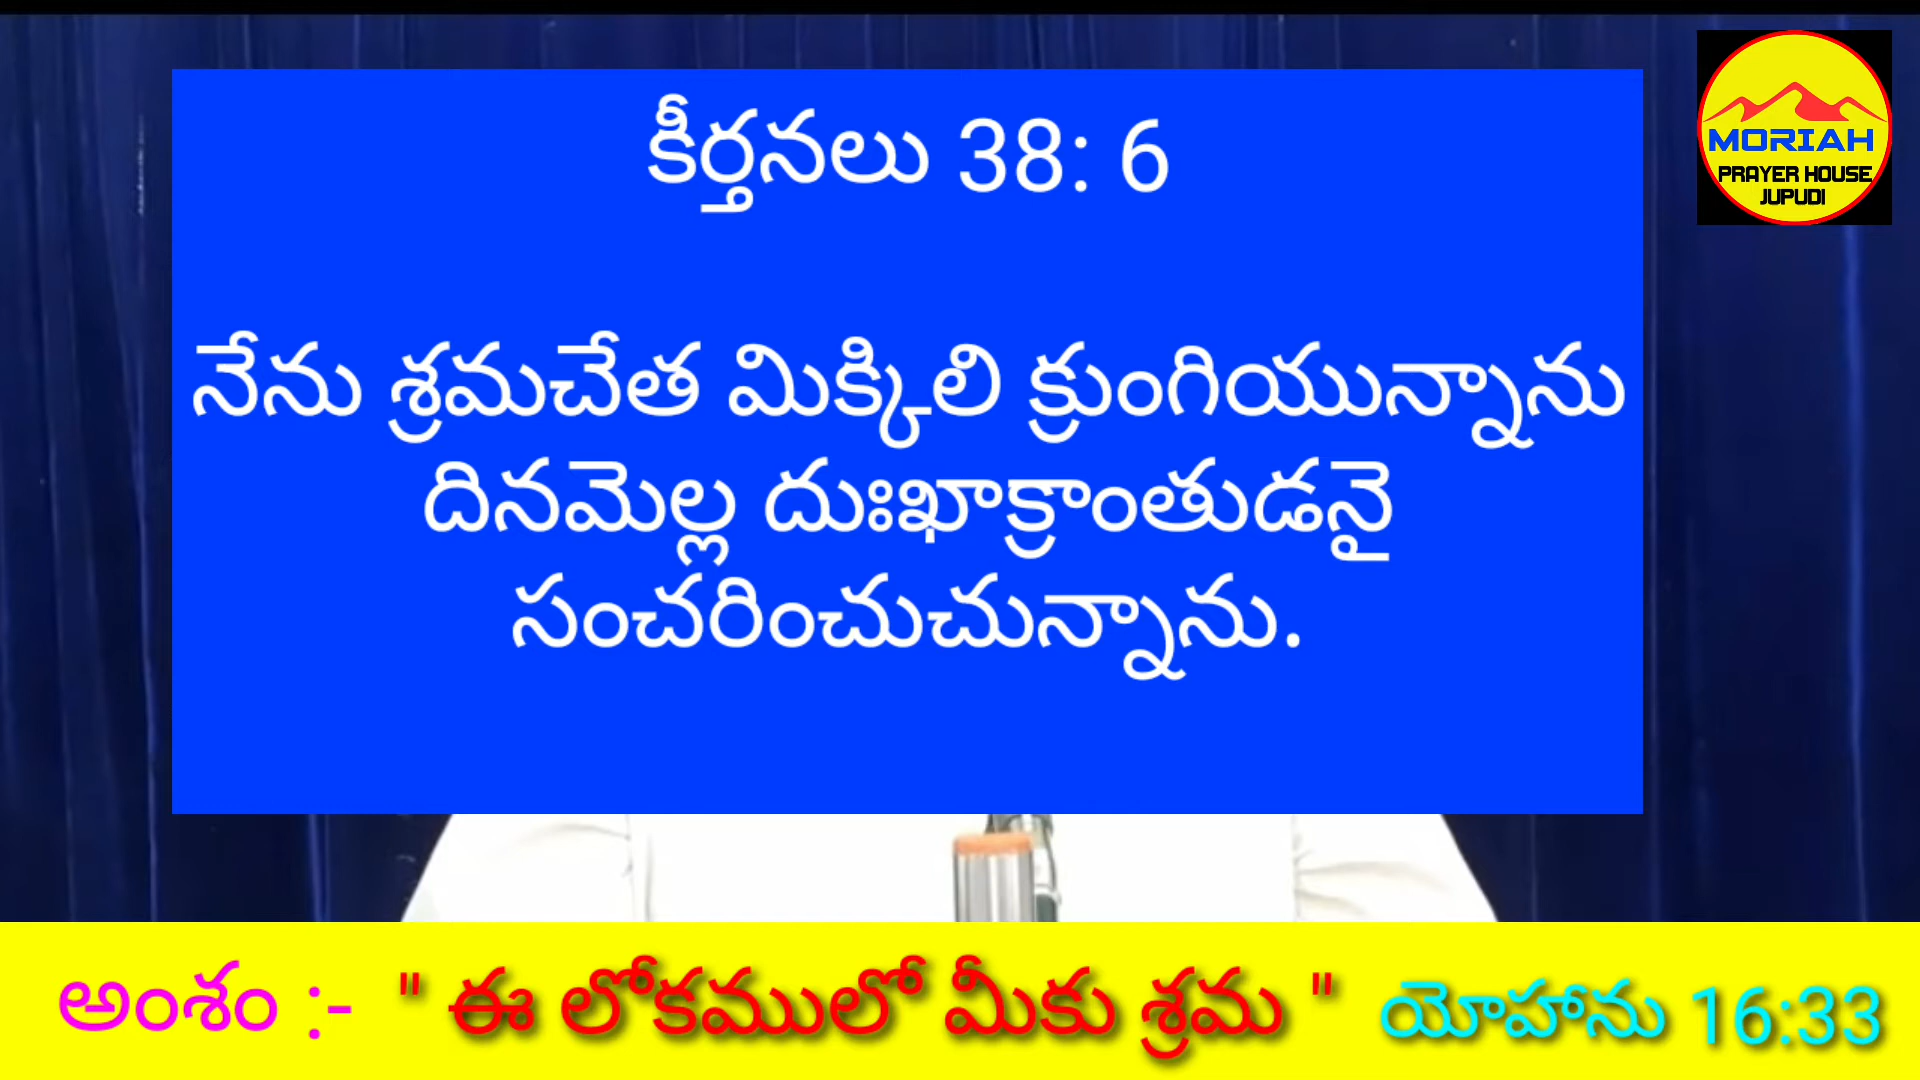 కీర్తనలు 38: 6
నేను శ్రమచేత మిక్కిలి క్రుంగియున్నాను
దినమెల్ల దుఃఖాక్రాంతుడనై
సంచరించుచున్నాను.
MORIAH
PRAYER HOUSE
JUPUDI
అంశం :- " ఈ లోకములో మీకు శ్రమ " యోహాను 16:33